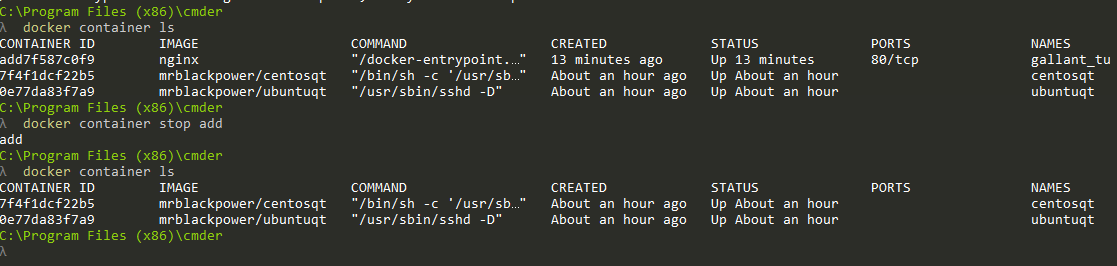 C:\Program Files (x86)\cmder
λ docker container ls
CONTAINER ID IMAGE COMMAND CREATED STATUS PORTS NAMES
add7f587c0f9 nginx "/docker-entrypoint.…" 13 minutes ago Up 13 minutes 80/tcp gallant_tu
7f4f1dcf22b5 mrblackpower/centosqt "/bin/sh -c '/usr/sb…" About an hour ago Up About an hour centosqt
0e77da83f7a9 mrblackpower/ubuntuqt "/usr/sbin/sshd -D" About an hour ago Up About an hour ubuntuqt
C:\Program Files (x86)\cmder
λ docker container stop add
add
C:\Program Files (x86)\cmder
λ docker container ls
CONTAINER ID IMAGE COMMAND CREATED STATUS PORTS NAMES
7f4f1dcf22b5 mrblackpower/centosqt "/bin/sh -c '/usr/sb…" About an hour ago Up About an hour centosqt
0e77da83f7a9 mrblackpower/ubuntuqt "/usr/sbin/sshd -D" About an hour ago Up About an hour ubuntuqt
C:\Program Files (x86)\cmder
λ